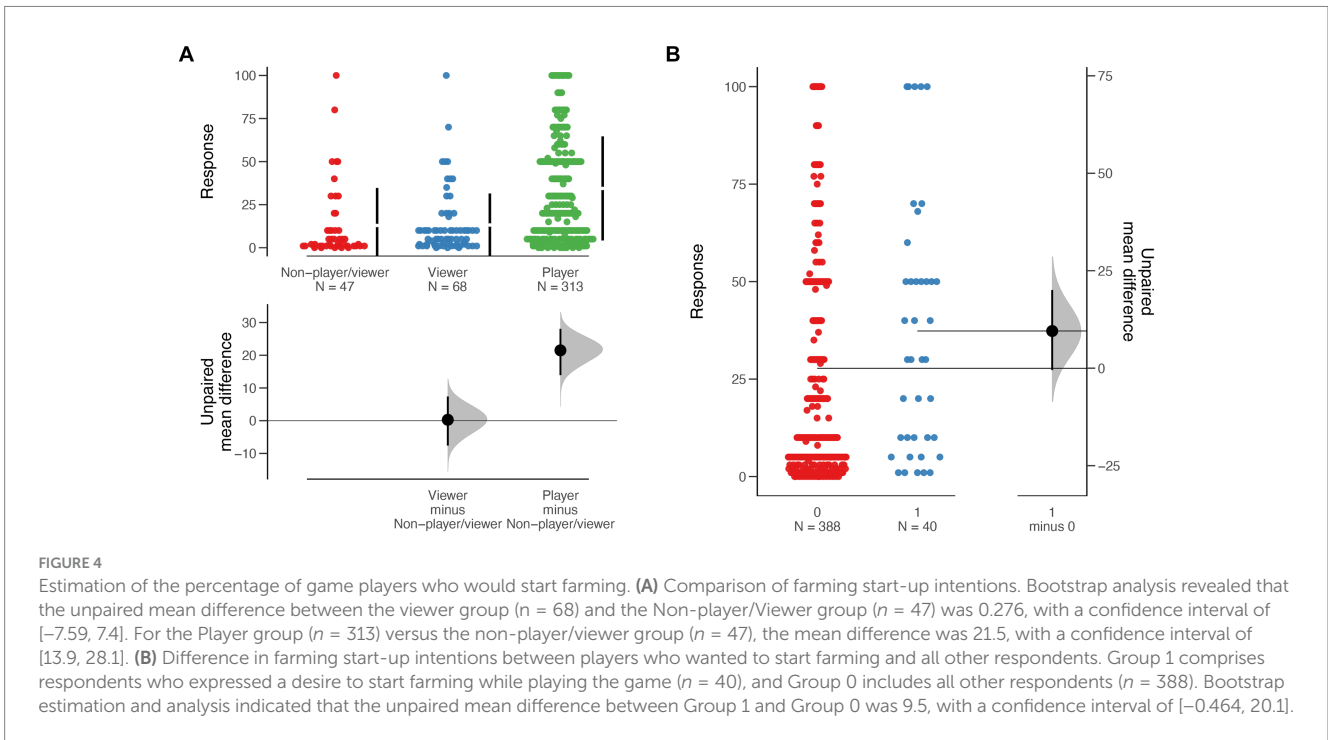 A
B
100
75
50
25
0
Response
Non−player/viewer
N = 47
Viewer
N = 68
Player
N = 313
30
20
10
0
−10
Unpaired
mean difference
Viewer
minus
Non−player/viewer
Player
minus
Non−player/viewer
100
75
50
25
0
Response
0
N = 388
1
N = 40
1
minus 0
75
50
25
0
−25
Unpaired
mean difference
FIGURE 4
Estimation of the percentage of game players who would start farming. (A) Comparison of farming start-up intentions. Bootstrap analysis revealed that
the unpaired mean difference between the viewer group (n = 68) and the Non-player/Viewer group (n = 47) was 0.276, with a confidence interval of
[−7.59, 7.4]. For the Player group (n = 313) versus the non-player/viewer group (n = 47), the mean difference was 21.5, with a confidence interval of
[13.9, 28.1]. (B) Difference in farming start-up intentions between players who wanted to start farming and all other respondents. Group 1 comprises
respondents who expressed a desire to start farming while playing the game (n = 40), and Group 0 includes all other respondents (n = 388). Bootstrap
estimation and analysis indicated that the unpaired mean difference between Group 1 and Group 0 was 9.5, with a confidence interval of [−0.464, 20.1].